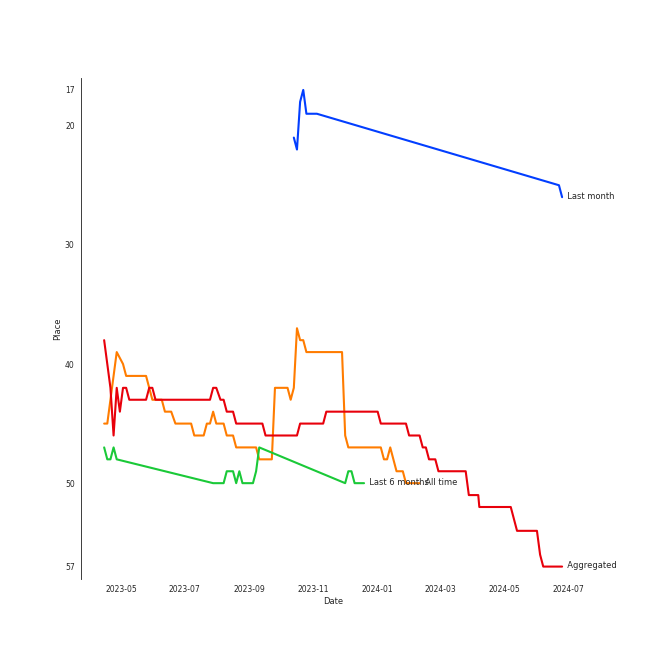 17
20
Last month
30
Place
40
50
Last 6 months
All time
57
Aggregated
2023-05
2023-07
2023-09
2023-11
2024-01
2024-03
2024-05
2024-07
Date